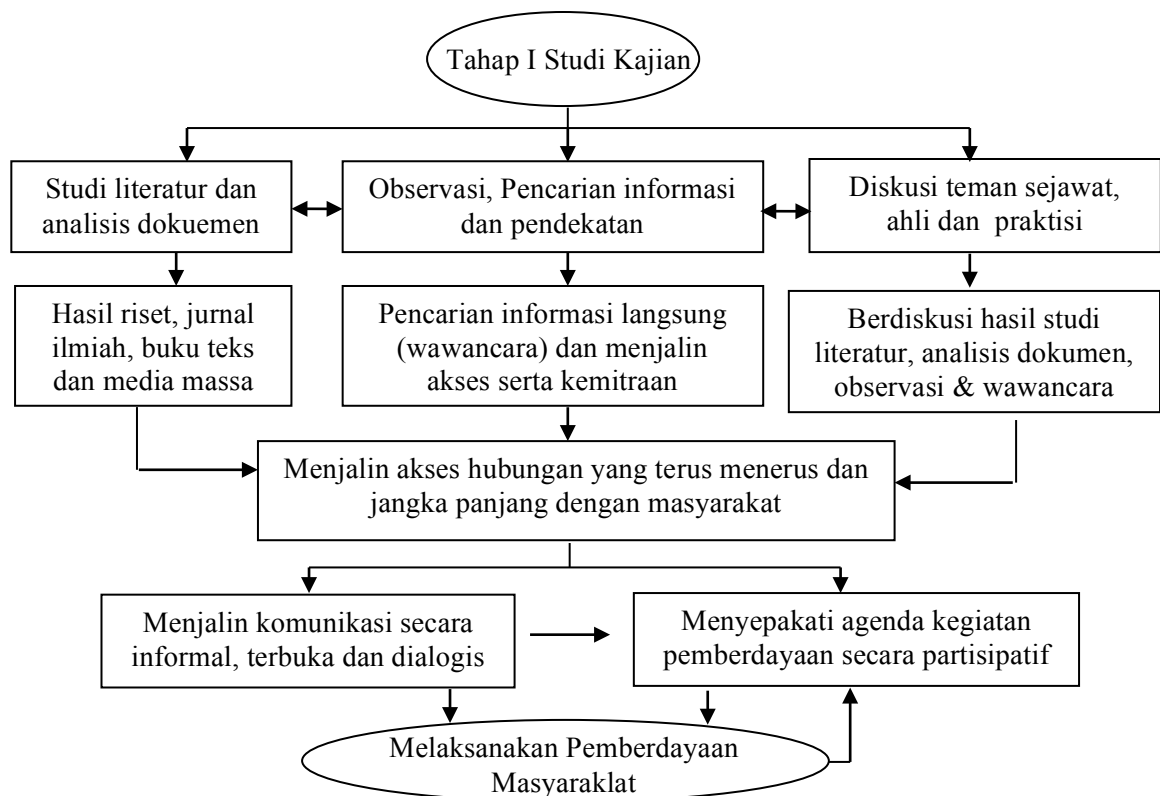 Tahap I Studi Kajian
Studi literatur dan
analisis dokuemen
Observasi, Pencarian informasi
dan pendekatan
Diskusi teman sejawat,
ahli dan praktisi
Hasil riset, jurnal
ilmiah, buku teks
dan media massa
Pencarian informasi langsung
(wawancara) dan menjalin
akses serta kemitraan
Berdiskusi hasil studi
literatur, analisis dokumen,
observasi & wawancara
Menjalin akses hubungan yang terus menerus dan
jangka panjang dengan masyarakat
Menjalin komunikasi secara
informal, terbuka dan dialogis
Menyepakati agenda kegiatan
pemberdayaan secara partisipatif
Melaksanakan Pemberdayaan
Masyaraklat